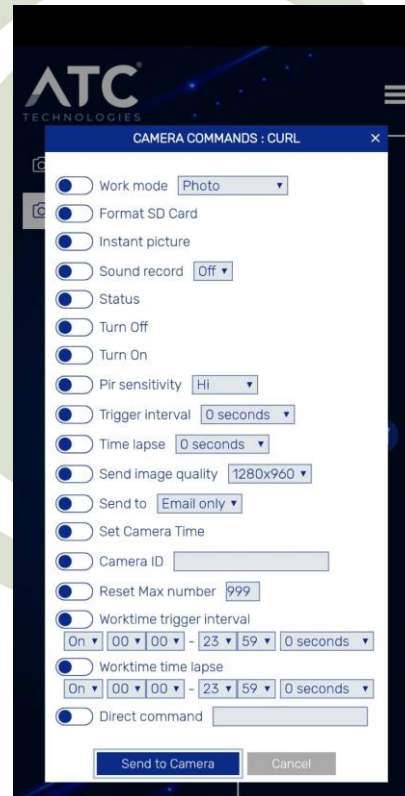 ATC
TECHNOLOGIES
CAMERA COMMANDS : CURL ×
Work mode Photo
Format SD Card
Instant picture
Sound record Off
Status
Turn Off
Turn On
Pir sensitivity Hi
Trigger interval 0 seconds
Time lapse 0 seconds
Send image quality 1280x960
Send to Email only
Set Camera Time
Camera ID
Reset Max number 999
Worktime trigger interval
On 00 00 - 23 59 0 seconds
Worktime time lapse
On 00 00 - 23 59 0 seconds
Direct command
Send to Camera Cancel